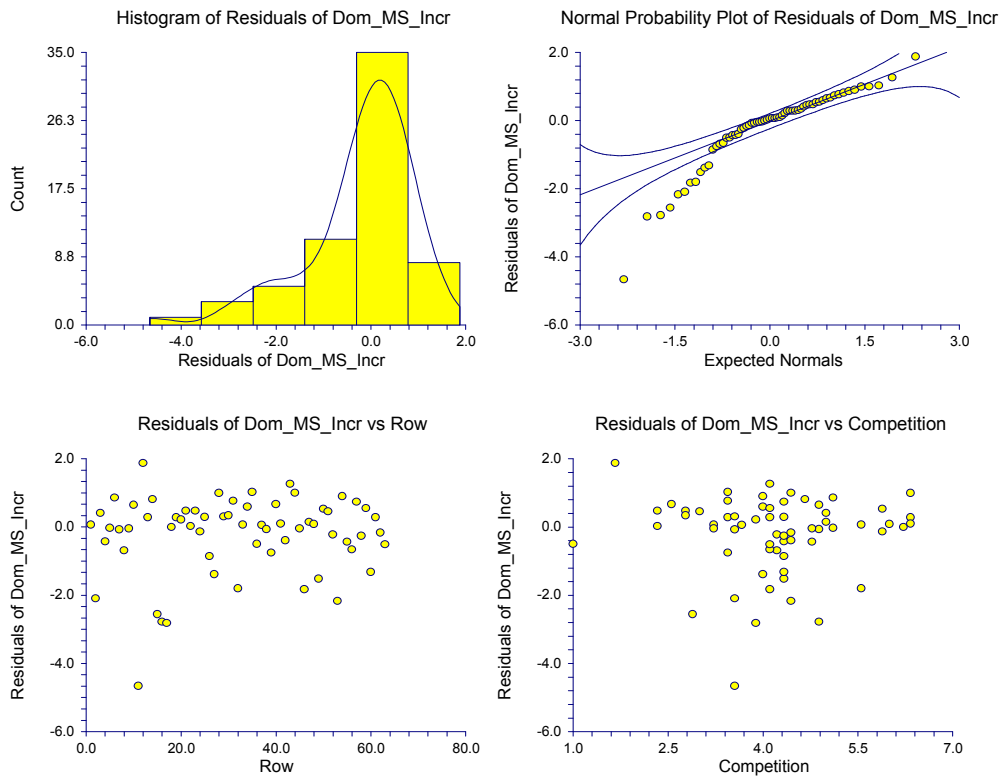 Histogram of Residuals of Dom_MS_Incr
35.0
26.3
17.5
8.8
0.0
Count
-6.0 -4.0 -2.0 0.0 2.0
Residuals of Dom_MS_Incr
Normal Probability Plot of Residuals of Dom_MS_Incr
2.0
0.0
-2.0
-4.0
-6.0
Residuals of Dom_MS_Incr
-3.0 -1.5 0.0 1.5 3.0
Expected Normals
Residuals of Dom_MS_Incr vs Row
2.0
0.0
-2.0
-4.0
-6.0
Residuals of Dom_MS_Incr
0.0 20.0 40.0 60.0 80.0
Row
Residuals of Dom_MS_Incr vs Competition
2.0
0.0
-2.0
-4.0
-6.0
Residuals of Dom_MS_Incr
1.0 2.5 4.0 5.5 7.0
Competition